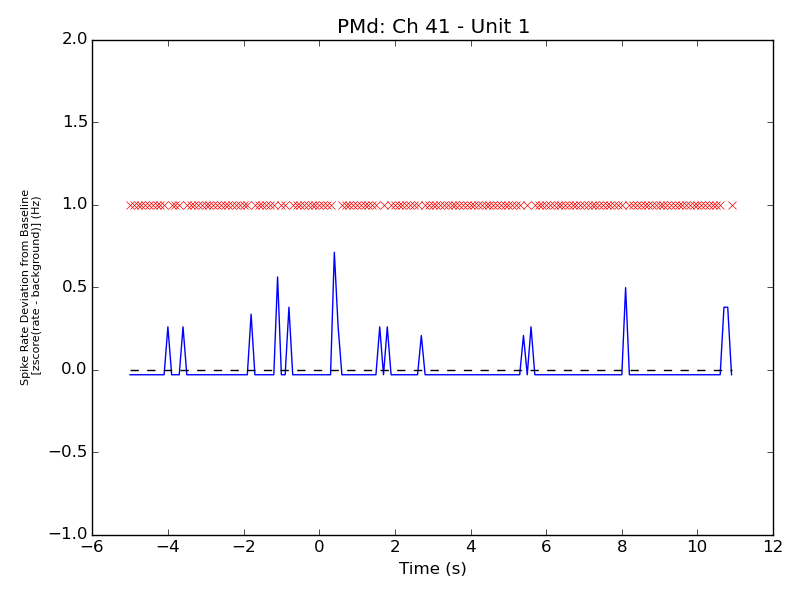 PMd: Ch 41 - Unit 1
2.0
1.5
1.0
0.5
0.0
−0.5
−1.0
Spike Rate Deviation from Baseline
[zscore(rate - background)] (Hz)
−6 −4 −2 0 2 4 6 8 10 12
Time (s)